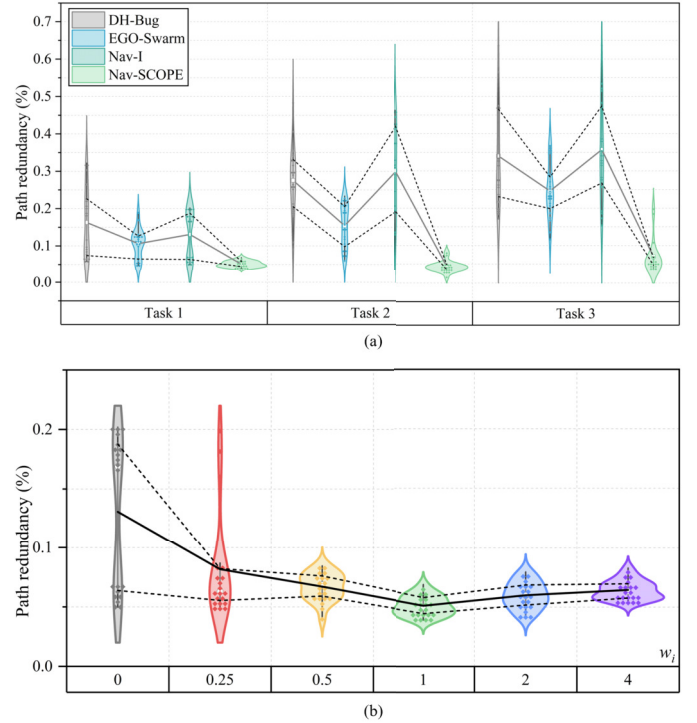 DH-Bug
EGO-Swarm
Nav-I
Nav-SCOPE
Path redundancy (%)
0.7
0.6
0.5
0.4
0.3
0.2
0.1
0.0
Task 1
Task 2
Task 3
(a)
Path redundancy (%)
0.2
0.1
0.0
w_i
0
0.25
0.5
1
2
4
(b)